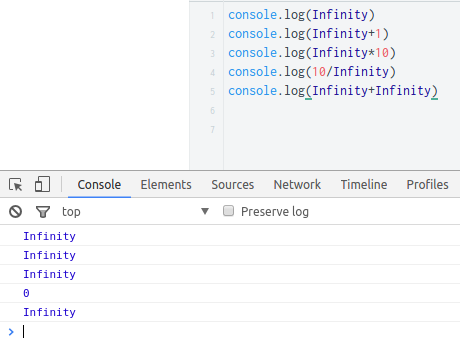 1 console.log(Infinity)
2 console.log(Infinity+1)
3 console.log(Infinity*10)
4 console.log(10/Infinity)
5 console.log(Infinity+Infinity)
6
7
Console Elements Sources Network Timeline Profiles
top Preserve log
Infinity
Infinity
Infinity
0
Infinity
>